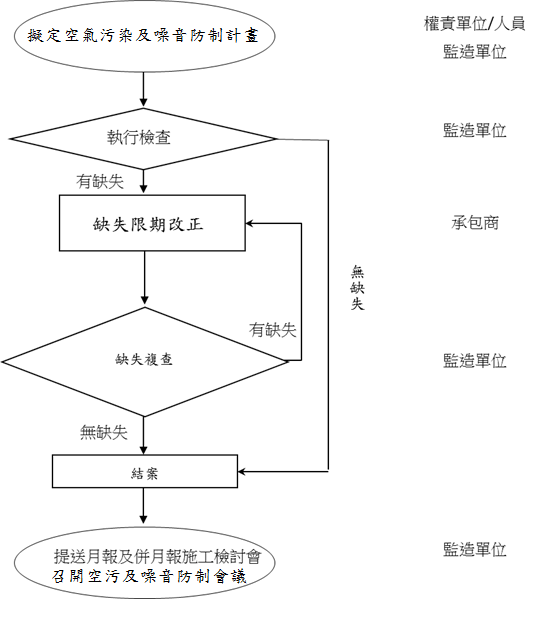 權責單位/人員
擬定空氣污染及噪音防制計畫
監造單位
執行檢查
監造單位
有缺失
缺失限期改正
承包商
無缺失
有缺失
缺失複查
監造單位
無缺失
結案
提送月報及併月報施工檢討會
召開空污及噪音防制會議
監造單位